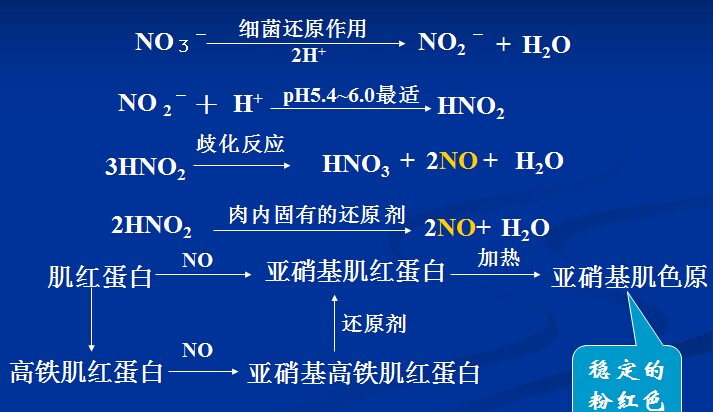 NO₃⁻ 细菌还原作用 2H⁺ NO₂⁻ + H₂O
NO₂⁻ + H⁺ pH5.4~6.0最适 HNO₂
3HNO₂ 歧化反应 HNO₃ + 2NO + H₂O
2HNO₂ 肉内固有的还原剂 2NO+ H₂O
肌红蛋白 NO 亚硝基肌红蛋白 加热 亚硝基肌色原
还原剂
高铁肌红蛋白 NO 亚硝基高铁肌红蛋白
稳定的
粉红色